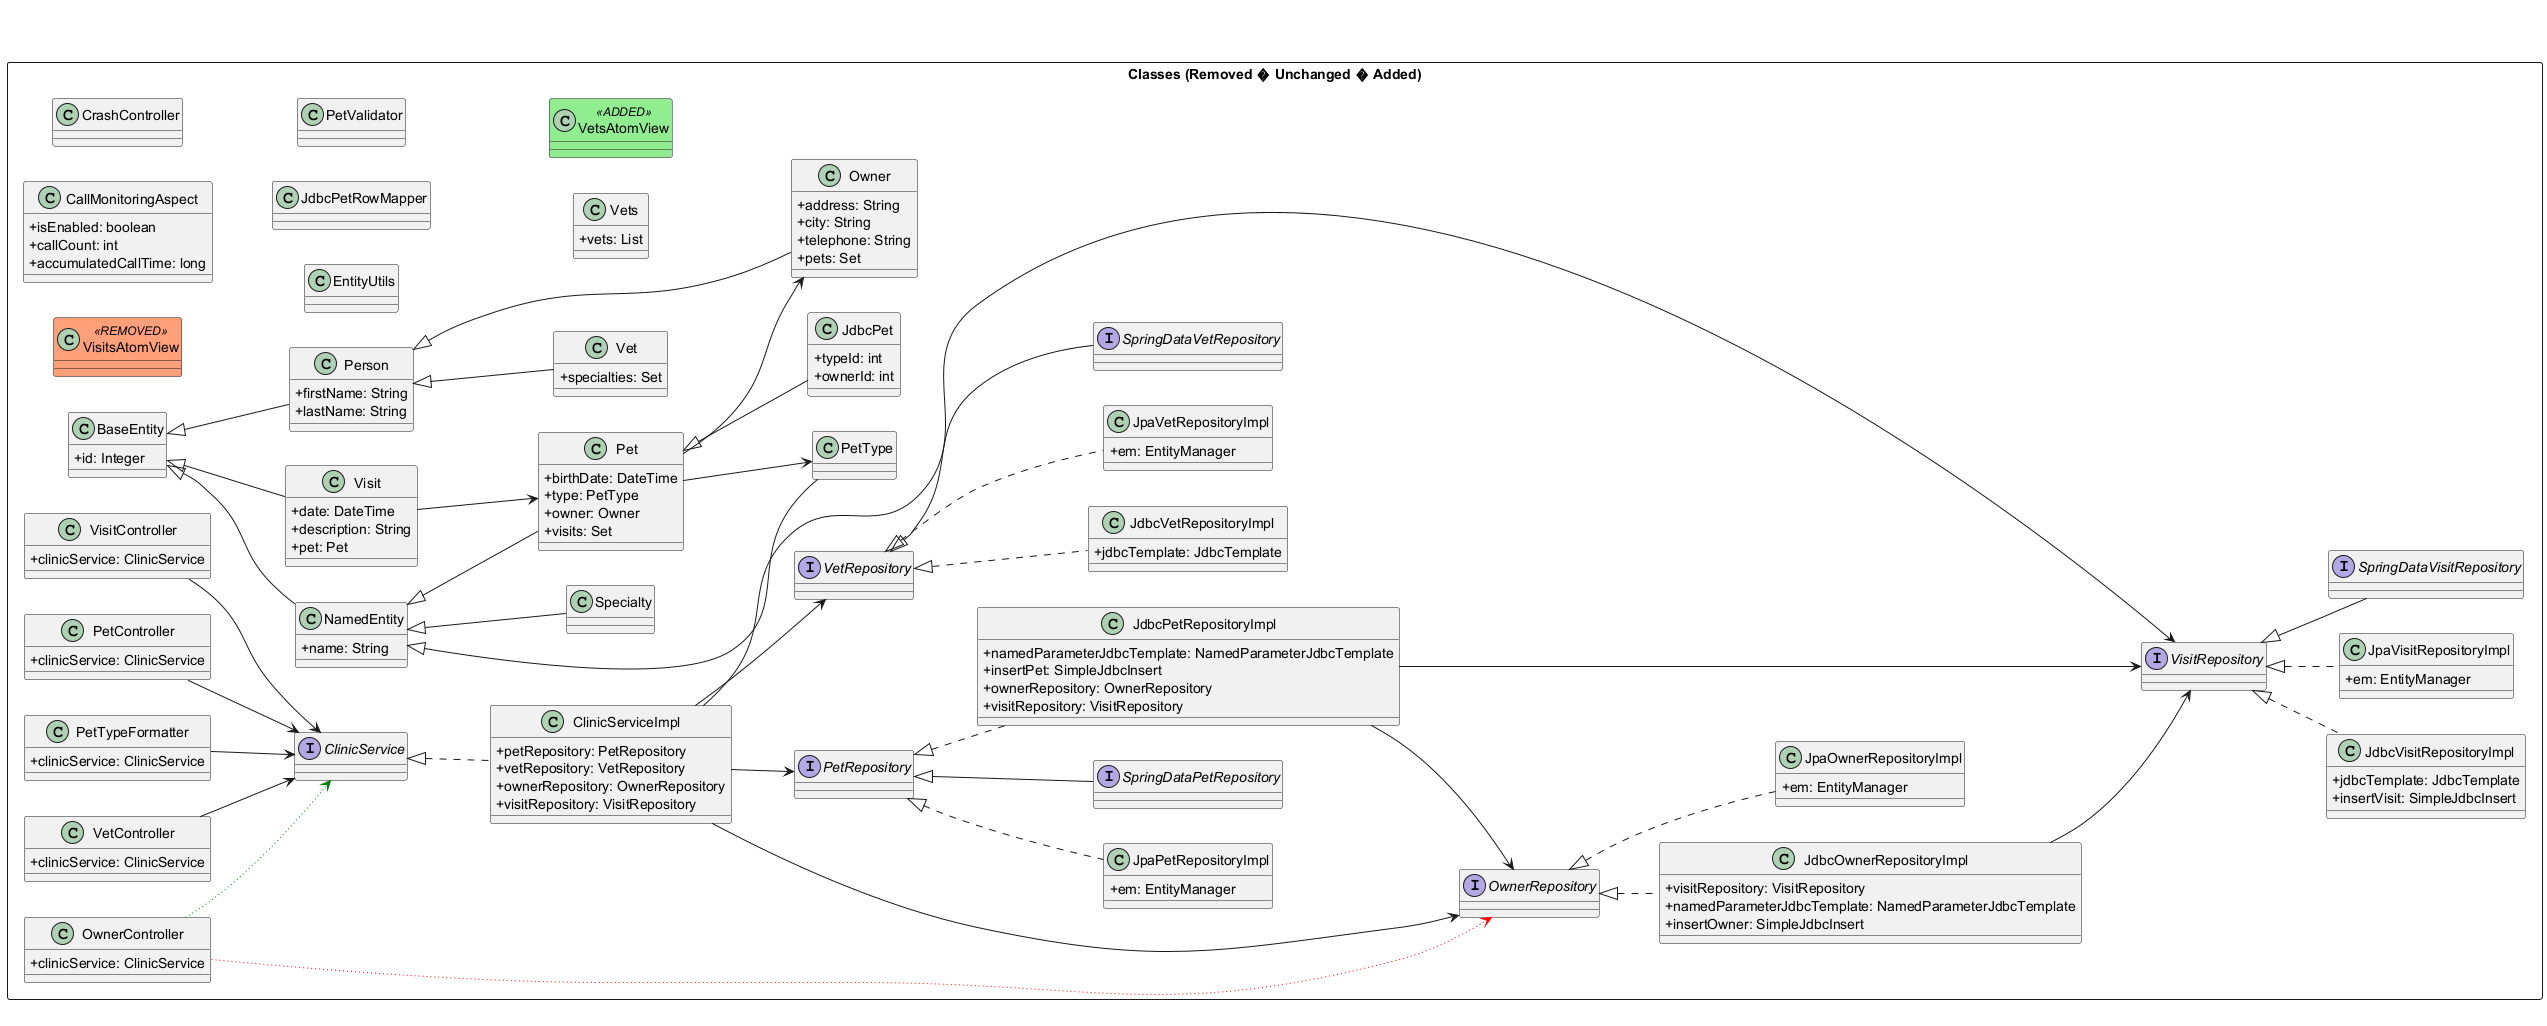 Classes (Removed � Unchanged � Added)
C CrashController
C CallMonitoringAspect
+isEnabled: boolean
+callCount: int
+accumulatedCallTime: long
«REMOVED»
C VisitsAtomView
C BaseEntity
+id: Integer
C VisitController
+clinicService: ClinicService
C PetController
+clinicService: ClinicService
C PetTypeFormatter
+clinicService: ClinicService
C VetController
+clinicService: ClinicService
C OwnerController
+clinicService: ClinicService
C PetValidator
C JdbcPetRowMapper
C EntityUtils
C Person
+firstName: String
+lastName: String
C Visit
+date: DateTime
+description: String
+pet: Pet
C NamedEntity
+name: String
I ClinicService
«ADDED»
C VetsAtomView
C Vets
+vets: List
C Vet
+specialties: Set
C Pet
+birthDate: DateTime
+type: PetType
+owner: Owner
+visits: Set
C Specialty
C ClinicServiceImpl
+petRepository: PetRepository
+vetRepository: VetRepository
+ownerRepository: OwnerRepository
+visitRepository: VisitRepository
C Owner
+address: String
+city: String
+telephone: String
+pets: Set
C JdbcPet
+typeId: int
+ownerId: int
C PetType
I VetRepository
I PetRepository
I SpringDataVetRepository
C JpaVetRepositoryImpl
+em: EntityManager
C JdbcVetRepositoryImpl
+jdbcTemplate: JdbcTemplate
C JdbcPetRepositoryImpl
+namedParameterJdbcTemplate: NamedParameterJdbcTemplate
+insertPet: SimpleJdbcInsert
+ownerRepository: OwnerRepository
+visitRepository: VisitRepository
I SpringDataPetRepository
C JpaPetRepositoryImpl
+em: EntityManager
I OwnerRepository
C JpaOwnerRepositoryImpl
+em: EntityManager
C JdbcOwnerRepositoryImpl
+visitRepository: VisitRepository
+namedParameterJdbcTemplate: NamedParameterJdbcTemplate
+insertOwner: SimpleJdbcInsert
I VisitRepository
I SpringDataVisitRepository
C JpaVisitRepositoryImpl
+em: EntityManager
C JdbcVisitRepositoryImpl
+jdbcTemplate: JdbcTemplate
+insertVisit: SimpleJdbcInsert